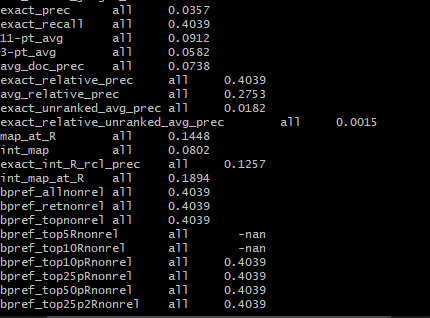 exact_prec all 0.0357
exact_recall all 0.4039
11-pt_avg all 0.0912
3-pt_avg all 0.0582
avg_doc_prec all 0.0738
exact_relative_prec all 0.4039
avg_relative_prec all 0.2753
exact_unranked_avg_prec all 0.0182
exact_relative_unranked_avg_prec all 0.0015
map_at_R all 0.1448
int_map all 0.0802
exact_int_R_rcl_prec all 0.1257
int_map_at_R all 0.1894
bpref_allnonrel all 0.4039
bpref_retnonrel all 0.4039
bpref_topnonrel all 0.4039
bpref_top5Rnonrel all -nan
bpref_top10Rnonrel all -nan
bpref_top10pRnonrel all 0.4039
bpref_top25pRnonrel all 0.4039
bpref_top50pRnonrel all 0.4039
bpref_top25p2Rnonrel all 0.4039